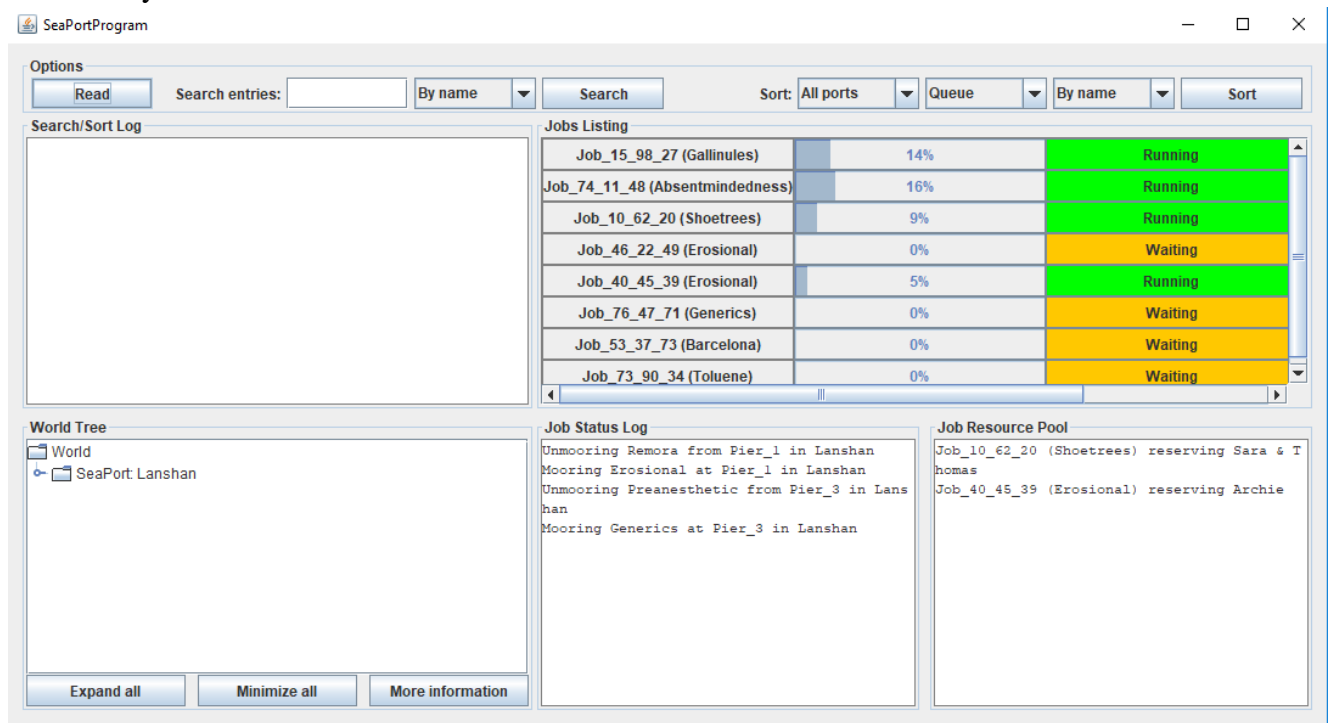 SeaPortProgram
Options
Read Search entries: By name Search Sort: All ports Queue By name Sort
Search/Sort Log
Jobs Listing
Job_15_98_27 (Gallinules) 14% Running
Job_74_11_48 (Absentmindedness) 16% Running
Job_10_62_20 (Shoetrees) 9% Running
Job_46_22_49 (Erosional) 0% Waiting
Job_40_45_39 (Erosional) 5% Running
Job_76_47_71 (Generics) 0% Waiting
Job_53_37_73 (Barcelona) 0% Waiting
Job_73_90_34 (Toluene) 0% Waiting
World Tree
World
SeaPort: Lanshan
Expand all Minimize all More information
Job Status Log
Unmooring Remora from Pier_1 in Lanshan
Mooring Erosional at Pier_1 in Lanshan
Unmooring Preanesthetic from Pier_3 in Lans
han
Mooring Generics at Pier_3 in Lanshan
Job Resource Pool
Job_10_62_20 (Shoetrees) reserving Sara & T
homas
Job_40_45_39 (Erosional) reserving Archie